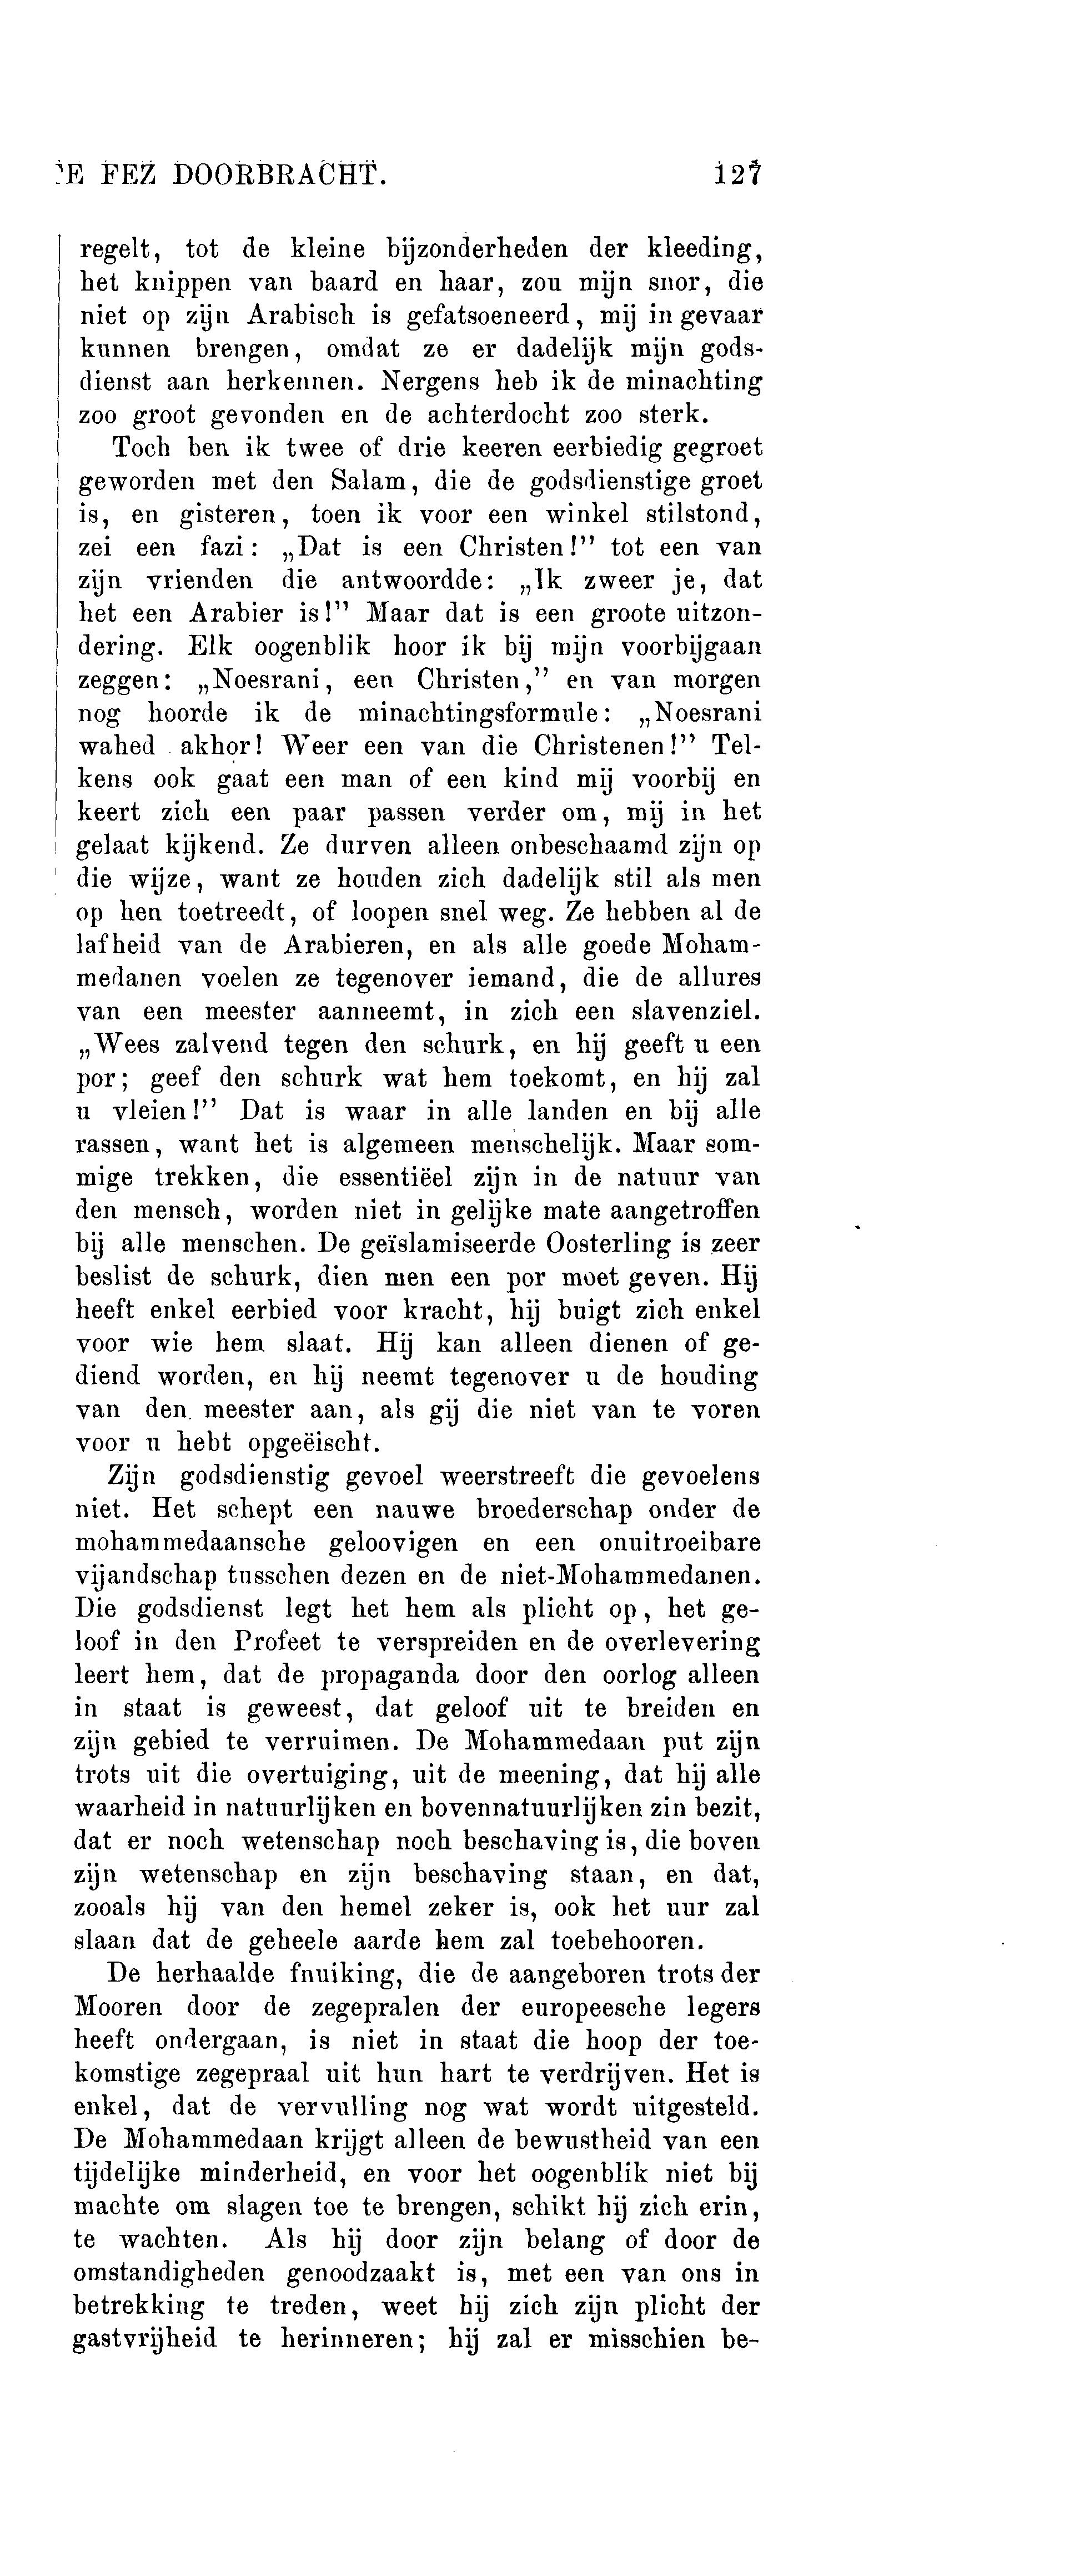 TE FEZ DOORBRACHT. 127
regelt, tot de kleine bijzonderheden der kleeding,
het knippen van baard en haar, zou mijn snor, die
niet op zijn Arabisch is gefatsoeneerd, mij in gevaar
kunnen brengen, omdat ze er dadelijk mijn gods-
dienst aan herkennen. Nergens heb ik de minachting
zoo groot gevonden en de achterdocht zoo sterk.
Toch ben ik twee of drie keeren eerbiedig gegroet
geworden met den Salam, die de godsdienstige groet
is, en gisteren, toen ik voor een winkel stilstond,
zei een fazi: „Dat is een Christen!” tot een van
zijn vrienden die antwoordde: „Ik zweer je, dat
het een Arabier is!” Maar dat is een groote uitzon-
dering. Elk oogenblik hoor ik bij mijn voorbijgaan
zeggen: „Noesrani, een Christen,” en van morgen
nog hoorde ik de minachtingsformule: „Noesrani
wahed akhor! Weer een van die Christenen!” Tel-
kens ook gaat een man of een kind mij voorbij en
keert zich een paar passen verder om, mij in het
gelaat kijkend. Ze durven alleen onbeschaamd zijn op
die wijze, want ze houden zich dadelijk stil als men
op hen toetreedt, of loopen snel weg. Ze hebben al de
lafheid van de Arabieren, en als alle goede Moham-
medanen voelen ze tegenover iemand, die de allures
van een meester aanneemt, in zich een slavenziel.
„Wees zalvend tegen den schurk, en hij geeft u een
por; geef den schurk wat hem toekomt, en hij zal
u vleien!” Dat is waar in alle landen en bij alle
rassen, want het is algemeen menschelijk. Maar som-
mige trekken, die essentiëel zijn in de natuur van
den mensch, worden niet in gelijke mate aangetroffen
bij alle menschen. De geïslamiseerde Oosterling is zeer
beslist de schurk, dien men een por moet geven. Hij
heeft enkel eerbied voor kracht, hij buigt zich enkel
voor wie hem slaat. Hij kan alleen dienen of ge-
diend worden, en hij neemt tegenover u de houding
van den meester aan, als gij die niet van te voren
voor u hebt opgeëischt.
Zijn godsdienstig gevoel weerstreeft die gevoelens
niet. Het schept een nauwe broederschap onder de
mohammedaansche geloovigen en een onuitroeibare
vijandschap tusschen dezen en de niet-Mohammedanen.
Die godsdienst legt het hem als plicht op, het ge-
loof in den Profeet te verspreiden en de overlevering
leert hem, dat de propaganda door den oorlog alleen
in staat is geweest, dat geloof uit te breiden en
zijn gebied te verruimen. De Mohammedaan put zijn
trots uit die overtuiging, uit de meening, dat hij alle
waarheid in natuurlijken en bovennatuurlijken zin bezit,
dat er noch wetenschap noch beschaving is, die boven
zijn wetenschap en zijn beschaving staan, en dat,
zooals hij van den hemel zeker is, ook het uur zal
slaan dat de geheele aarde hem zal toebehooren.
De herhaalde fnuiking, die de aangeboren trots der
Mooren door de zegepralen der europeesche legers
heeft ondergaan, is niet in staat die hoop der toe-
komstige zegepraal uit hun hart te verdrijven. Het is
enkel, dat de vervulling nog wat wordt uitgesteld.
De Mohammedaan krijgt alleen de bewustheid van een
tijdelijke minderheid, en voor het oogenblik niet bij
machte om slagen toe te brengen, schikt hij zich erin,
te wachten. Als hij door zijn belang of door de
omstandigheden genoodzaakt is, met een van ons in
betrekking te treden, weet hij zich zijn plicht der
gastvrijheid te herinneren; hij zal er misschien be-